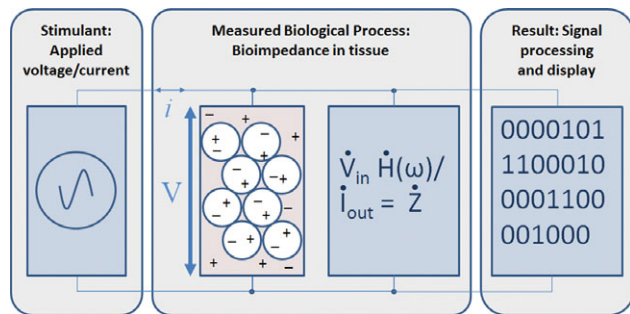 Stimulant:
Applied
voltage/current
Measured Biological Process:
Bioimpedance in tissue
Result: Signal
processing
and display
i
V
V̇in Ḣ(ω)/
İout = Ż
0000101
1100010
0001100
001000